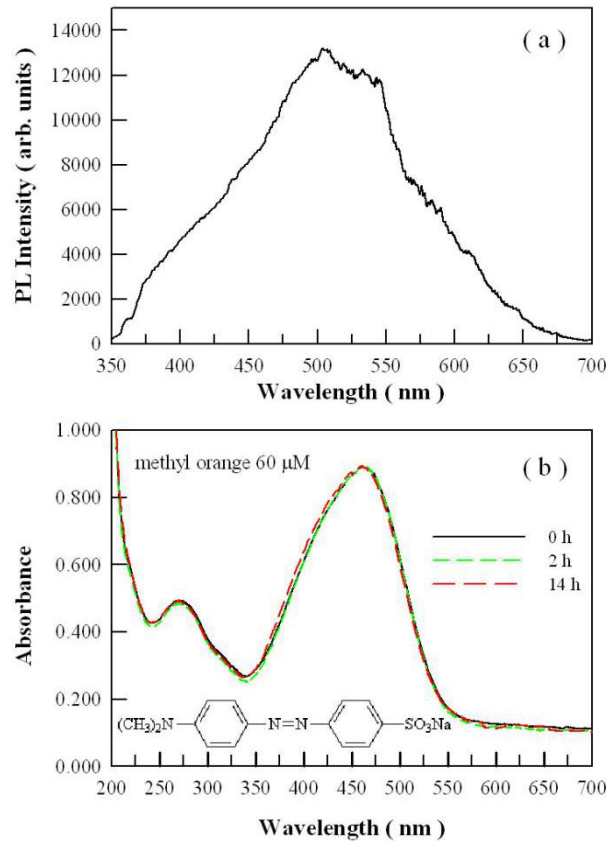 ( a )
PL Intensity ( arb. units )
14000
12000
10000
8000
6000
4000
2000
0
350 400 450 500 550 600 650 700
Wavelength ( nm )
( b )
methyl orange 60 μM
Absorbance
1.000
0.800
0.600
0.400
0.200
0.000
0 h
2 h
14 h
(CH3)2N N=N SO3Na
200 250 300 350 400 450 500 550 600 650 700
Wavelength ( nm )